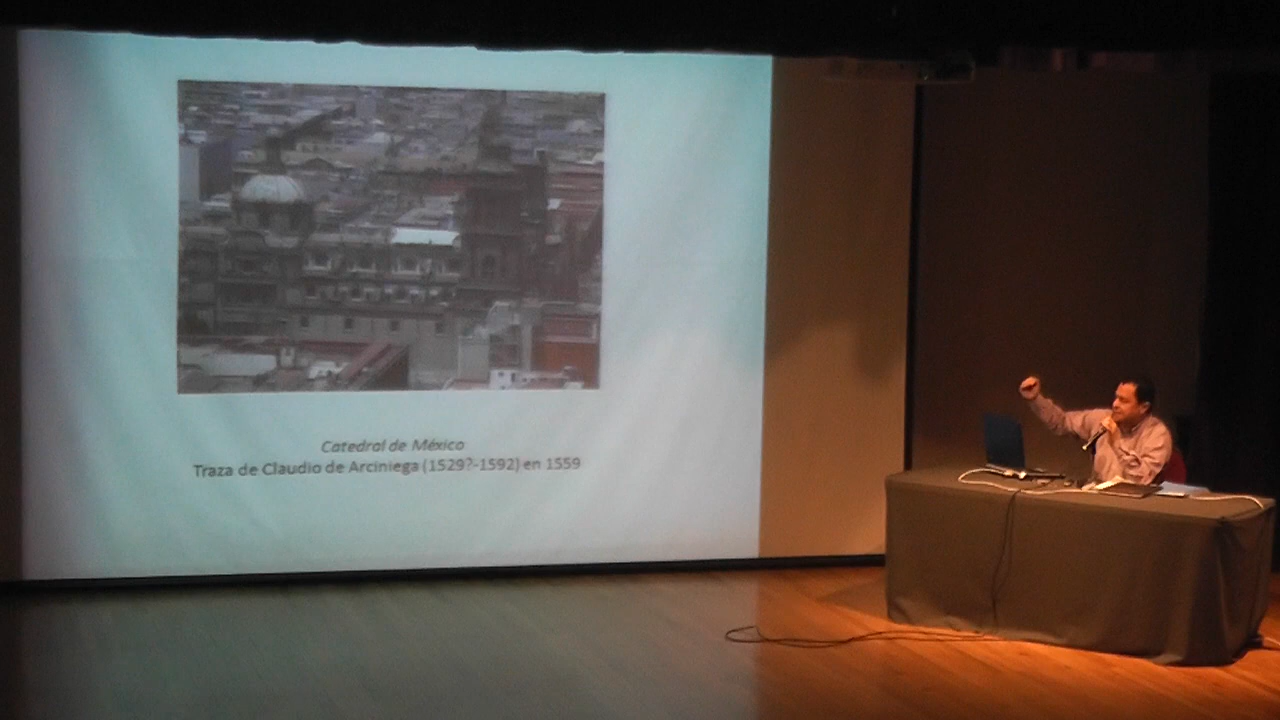 Catedral de México
Traza de Claudio de Arciniega (1529?-1592) en 1559